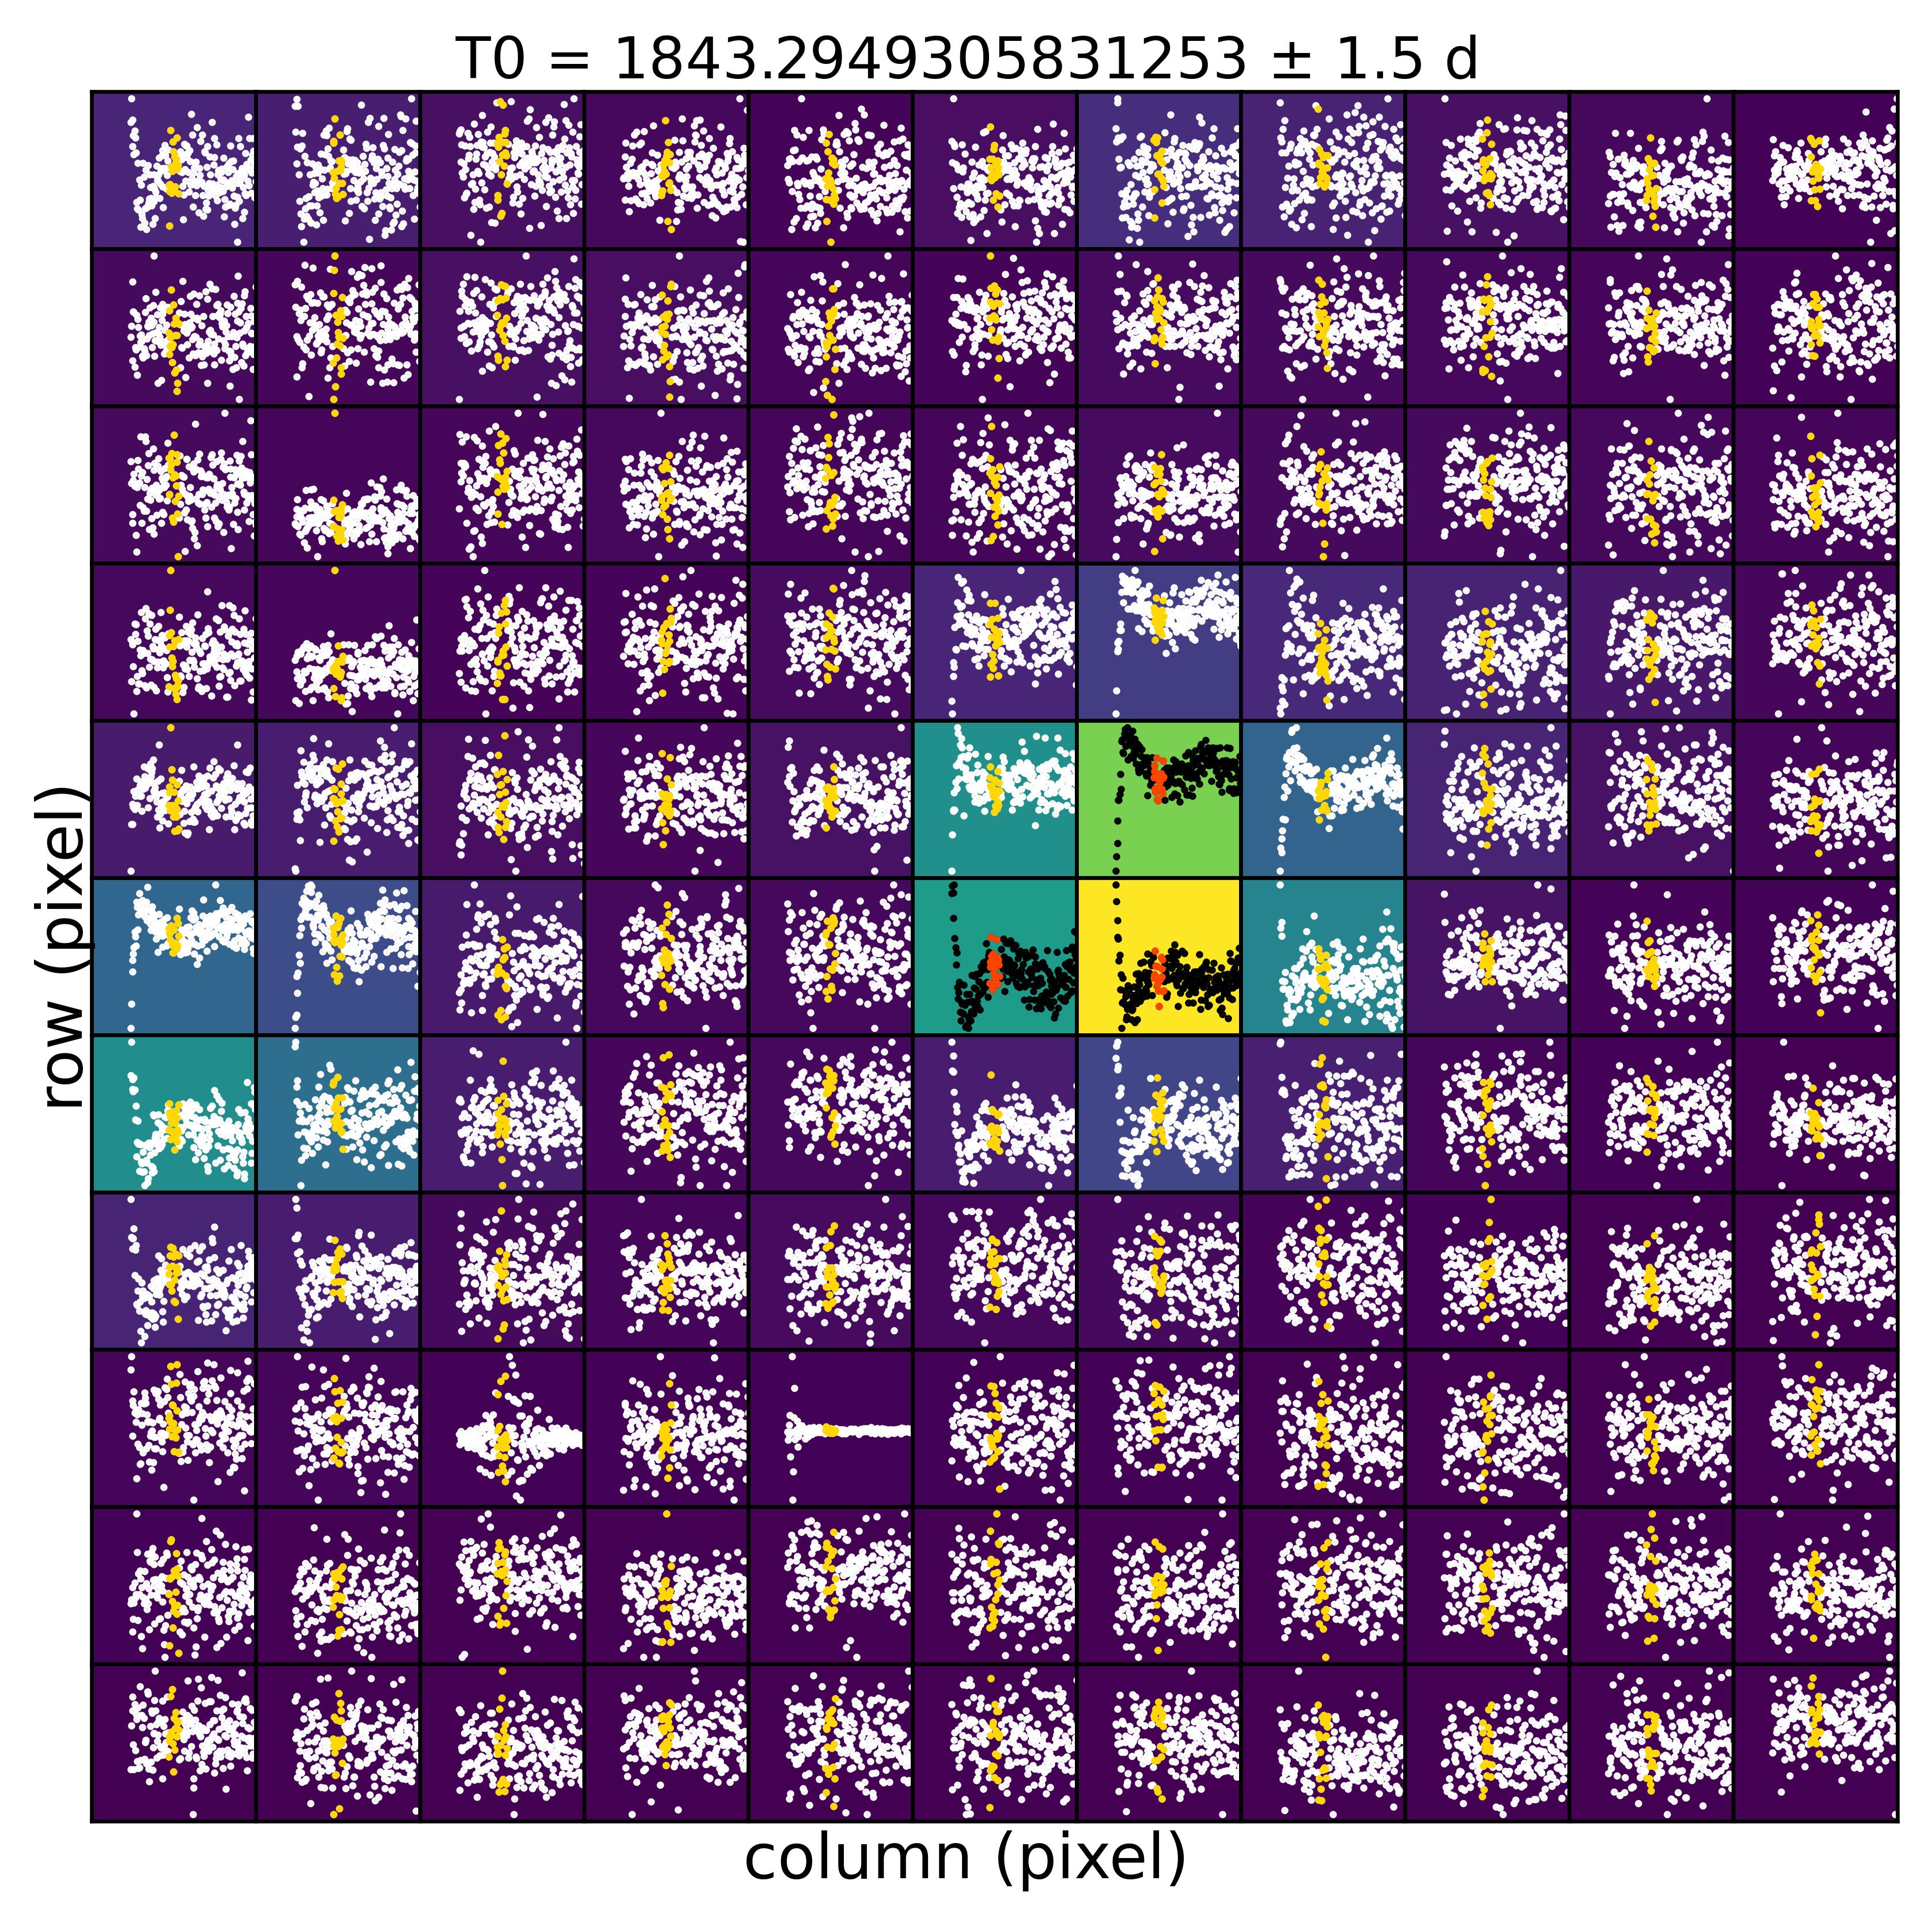 T0 = 1843.2949305831253 ± 1.5 d
row (pixel)
column (pixel)